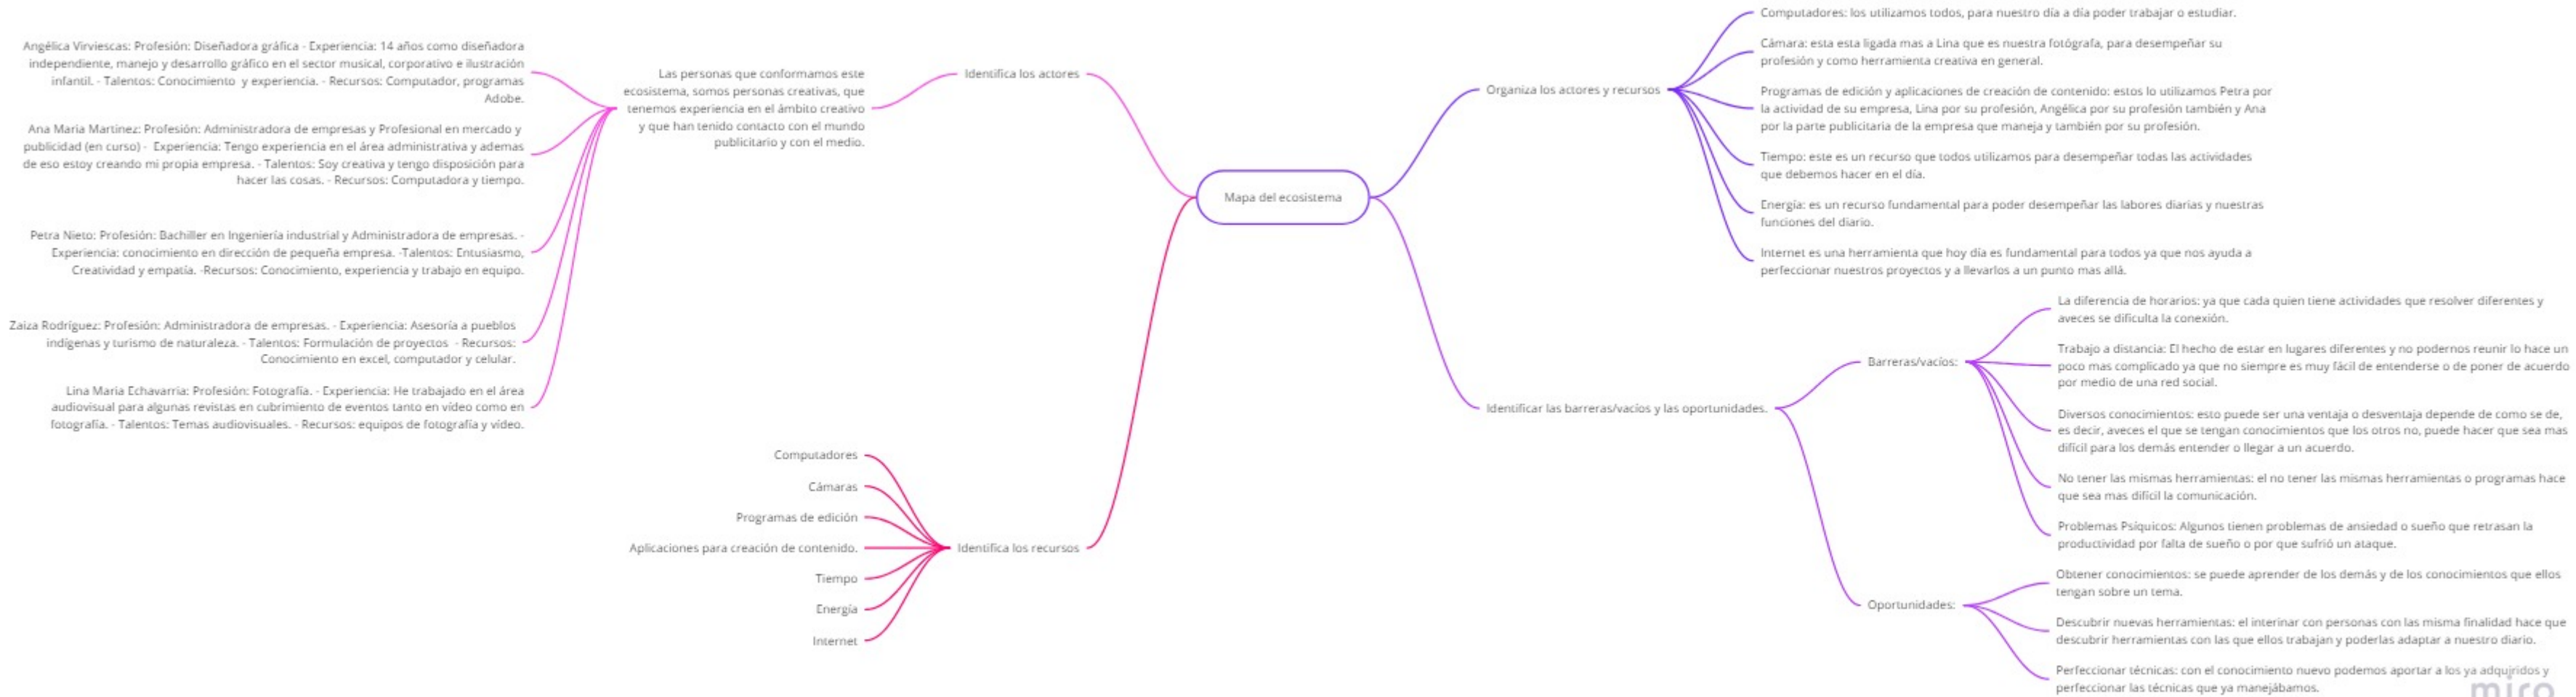 Mapa del ecosistema
Identifica los actores
Las personas que conformamos este
ecosistema, somos personas creativas, que
tenemos experiencia en el ámbito creativo
y que han tenido contacto con el mundo
publicitario y con el medio.
Angélica Virviescas: Profesión: Diseñadora gráfica - Experiencia: 14 años como diseñadora
independiente, manejo y desarrollo gráfico en el sector musical, corporativo e ilustración
infantil. - Talentos: Conocimiento y experiencia. - Recursos: Computador, programas
Adobe.
Ana Maria Martinez: Profesión: Administradora de empresas y Profesional en mercado y
publicidad (en curso) - Experiencia: Tengo experiencia en el área administrativa y ademas
de eso estoy creando mi propia empresa. - Talentos: Soy creativa y tengo disposición para
hacer las cosas. - Recursos: Computadora y tiempo.
Petra Nieto: Profesión: Bachiller en Ingeniería industrial y Administradora de empresas. -
Experiencia: conocimiento en dirección de pequeña empresa. -Talentos: Entusiasmo,
Creatividad y empatía. -Recursos: Conocimiento, experiencia y trabajo en equipo.
Zaiza Rodríguez: Profesión: Administradora de empresas. - Experiencia: Asesoría a pueblos
indígenas y turismo de naturaleza. - Talentos: Formulación de proyectos - Recursos:
Conocimiento en excel, computador y celular.
Lina Maria Echavarria: Profesión: Fotografía. - Experiencia: He trabajado en el área
audiovisual para algunas revistas en cubrimiento de eventos tanto en vídeo como en
fotografía. - Talentos: Temas audiovisuales. - Recursos: equipos de fotografía y vídeo.
Identifica los recursos
Computadores
Cámaras
Programas de edición
Aplicaciones para creación de contenido.
Tiempo
Energía
Internet
Organiza los actores y recursos
Computadores: los utilizamos todos, para nuestro día a día poder trabajar o estudiar.
Cámara: esta esta ligada mas a Lina que es nuestra fotógrafa, para desempeñar su
profesión y como herramienta creativa en general.
Programas de edición y aplicaciones de creación de contenido: estos lo utilizamos Petra por
la actividad de su empresa, Lina por su profesión, Angélica por su profesión también y Ana
por la parte publicitaria de la empresa que maneja y también por su profesión.
Tiempo: este es un recurso que todos utilizamos para desempeñar todas las actividades
que debemos hacer en el día.
Energía: es un recurso fundamental para poder desempeñar las labores diarias y nuestras
funciones del diario.
Internet es una herramienta que hoy día es fundamental para todos ya que nos ayuda a
perfeccionar nuestros proyectos y a llevarlos a un punto mas allá.
Identificar las barreras/vacíos y las oportunidades.
Barreras/vacíos:
La diferencia de horarios: ya que cada quien tiene actividades que resolver diferentes y
aveces se dificulta la conexión.
Trabajo a distancia: El hecho de estar en lugares diferentes y no podernos reunir lo hace un
poco mas complicado ya que no siempre es muy fácil de entenderse o de poner de acuerdo
por medio de una red social.
Diversos conocimientos: esto puede ser una ventaja o desventaja depende de como se de,
es decir, aveces el que se tengan conocimientos que los otros no, puede hacer que sea mas
difícil para los demás entender o llegar a un acuerdo.
No tener las mismas herramientas: el no tener las mismas herramientas o programas hace
que sea mas difícil la comunicación.
Problemas Psíquicos: Algunos tienen problemas de ansiedad o sueño que retrasan la
productividad por falta de sueño o por que sufrió un ataque.
Oportunidades:
Obtener conocimientos: se puede aprender de los demás y de los conocimientos que ellos
tengan sobre un tema.
Descubrir nuevas herramientas: el interinar con personas con las misma finalidad hace que
descubrir herramientas con las que ellos trabajan y poderlas adaptar a nuestro diario.
Perfeccionar técnicas: con el conocimiento nuevo podemos aportar a los ya adquiridos y
perfeccionar las técnicas que ya manejábamos.
miro